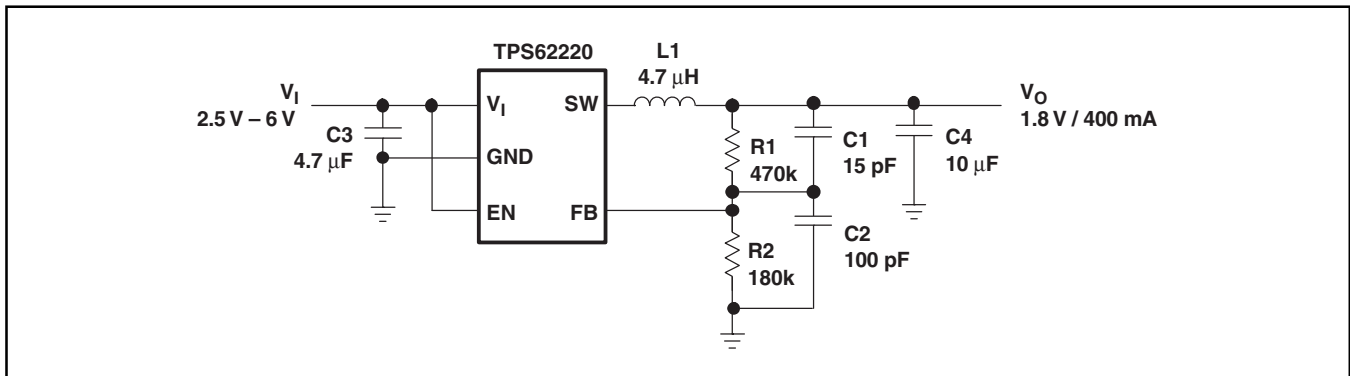 TPS62220
L1
4.7 μH
V_I
2.5 V – 6 V
C3
4.7 μF
V_I
SW
GND
EN
FB
R1
470k
C1
15 pF
C4
10 μF
V_O
1.8 V / 400 mA
R2
180k
C2
100 pF